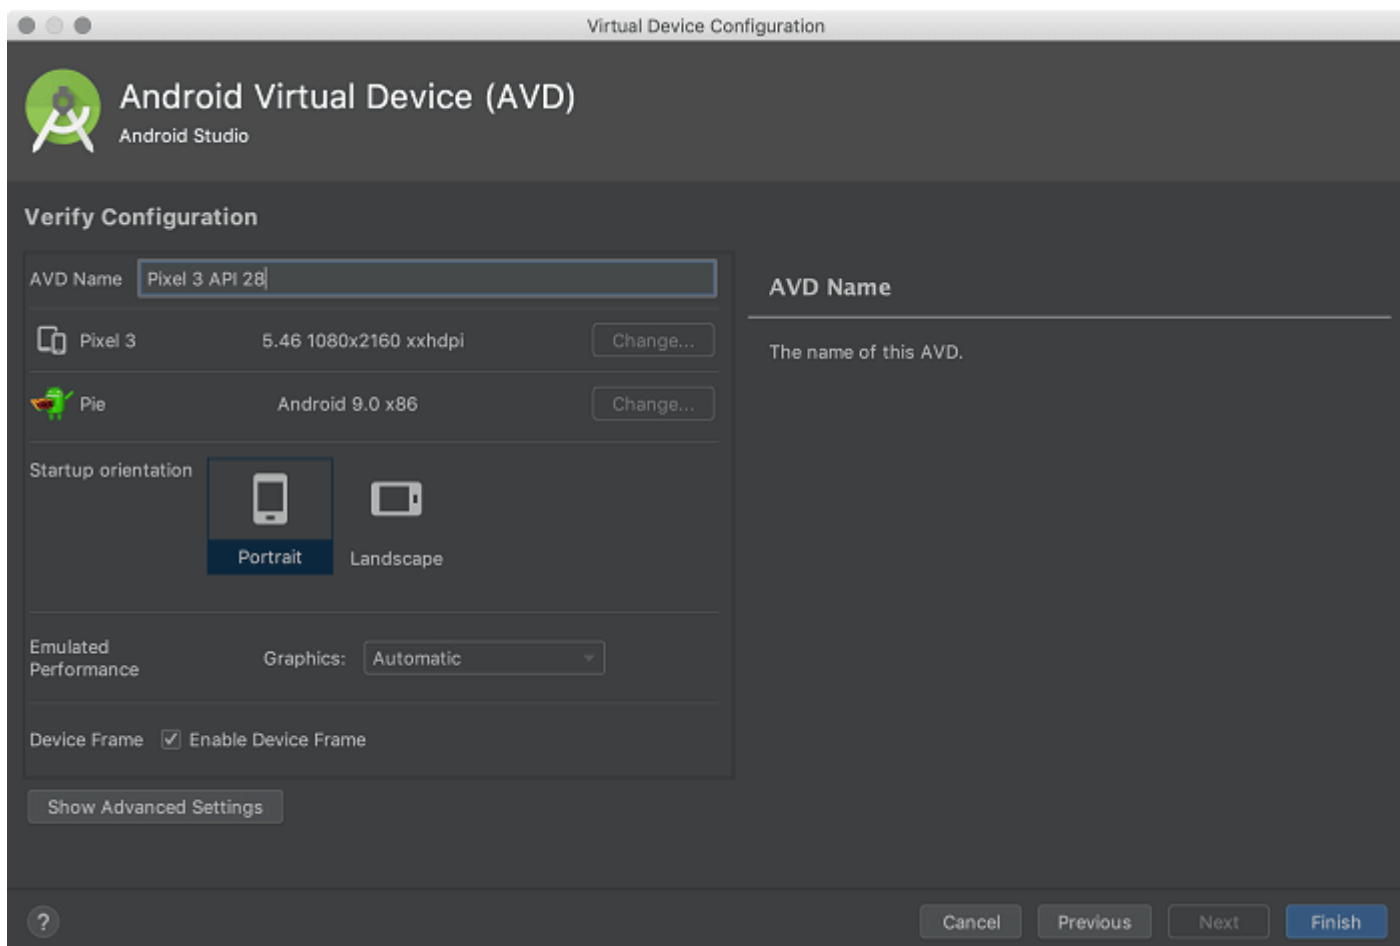 Virtual Device Configuration
Android Virtual Device (AVD)
Android Studio
Verify Configuration
AVD Name Pixel 3 API 28
Pixel 3 5.46 1080x2160 xxhdpi Change...
Pie Android 9.0 x86 Change...
Startup orientation
Portrait Landscape
Emulated
Performance
Graphics: Automatic
Device Frame Enable Device Frame
Show Advanced Settings
AVD Name
The name of this AVD.
? Cancel Previous Next Finish